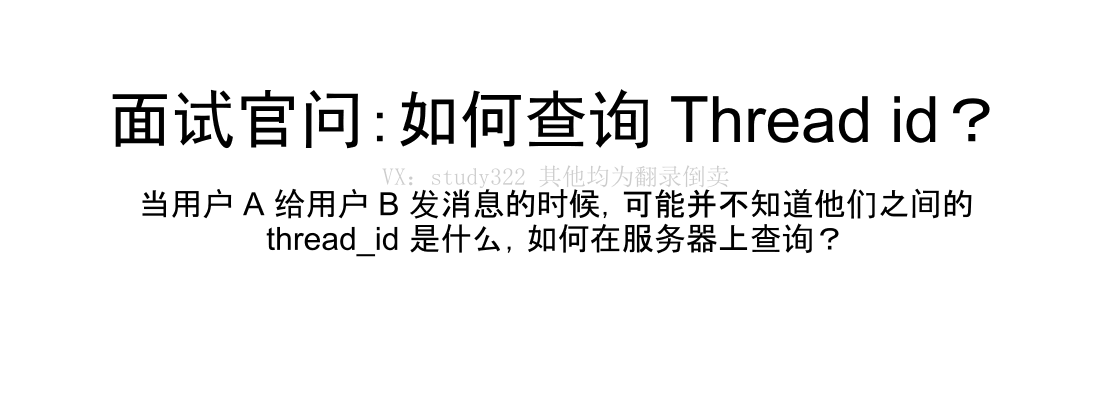 面试官问：如何查询 Thread id？
VX：study322 其他均为翻录倒卖
当用户 A 给用户 B 发消息的时候，可能并不知道他们之间的
thread_id 是什么，如何在服务器上查询？